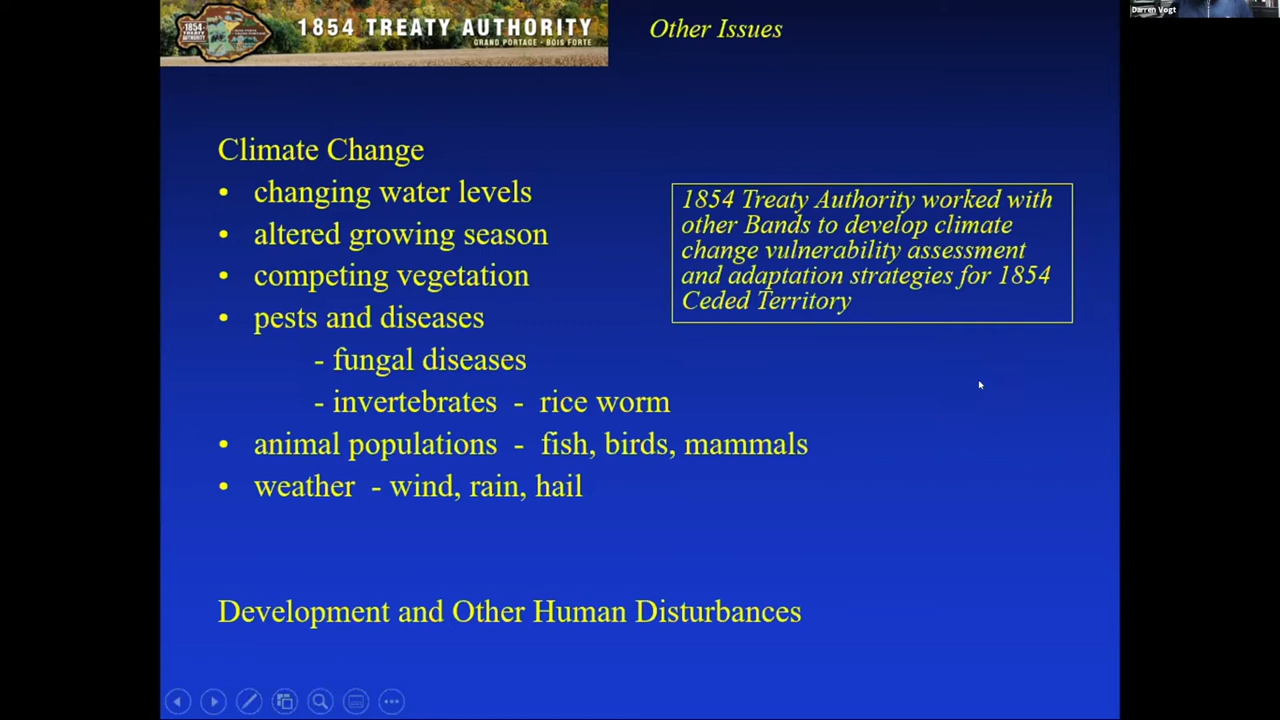 1854 TREATY AUTHORITY
GRAND PORTAGE - BOIS FORTE
Other Issues
Darren Vogt
Climate Change
• changing water levels
• altered growing season
• competing vegetation
• pests and diseases
- fungal diseases
- invertebrates - rice worm
• animal populations - fish, birds, mammals
• weather - wind, rain, hail
1854 Treaty Authority worked with
other Bands to develop climate
change vulnerability assessment
and adaptation strategies for 1854
Ceded Territory
Development and Other Human Disturbances